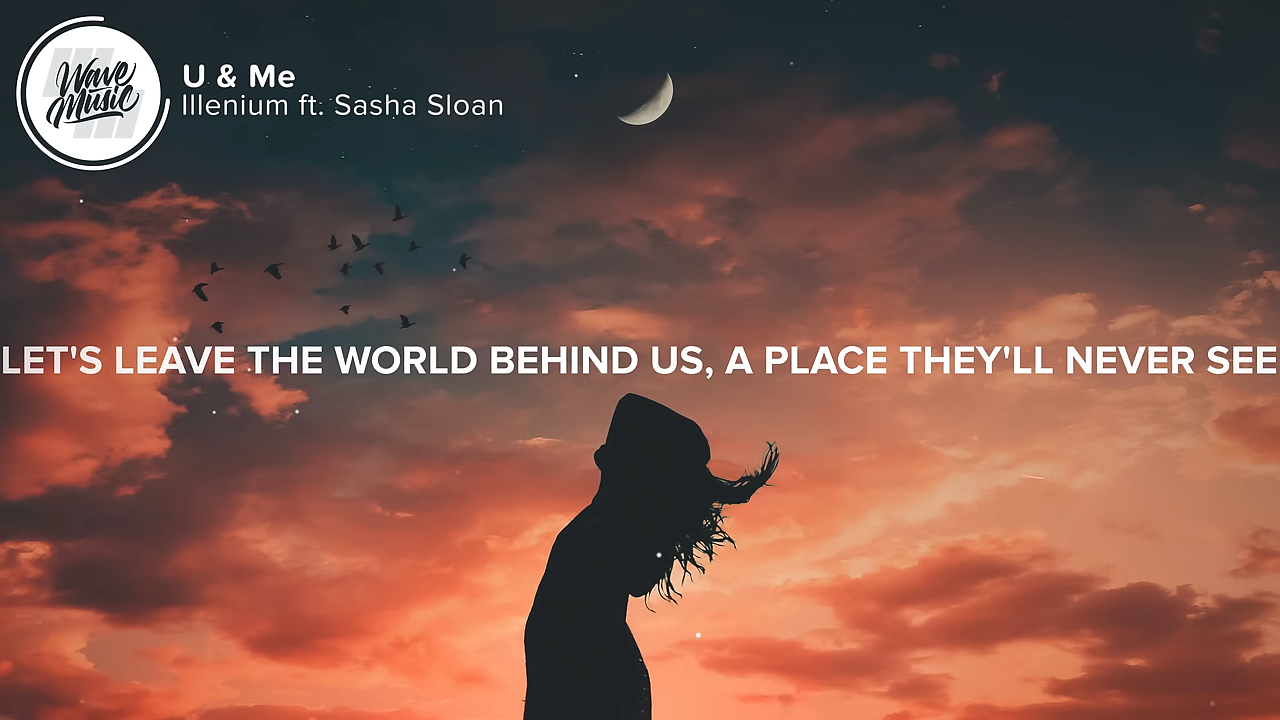 Wave
Music
U & Me
Illenium ft. Sasha Sloan
LET'S LEAVE THE WORLD BEHIND US, A PLACE THEY'LL NEVER SEE